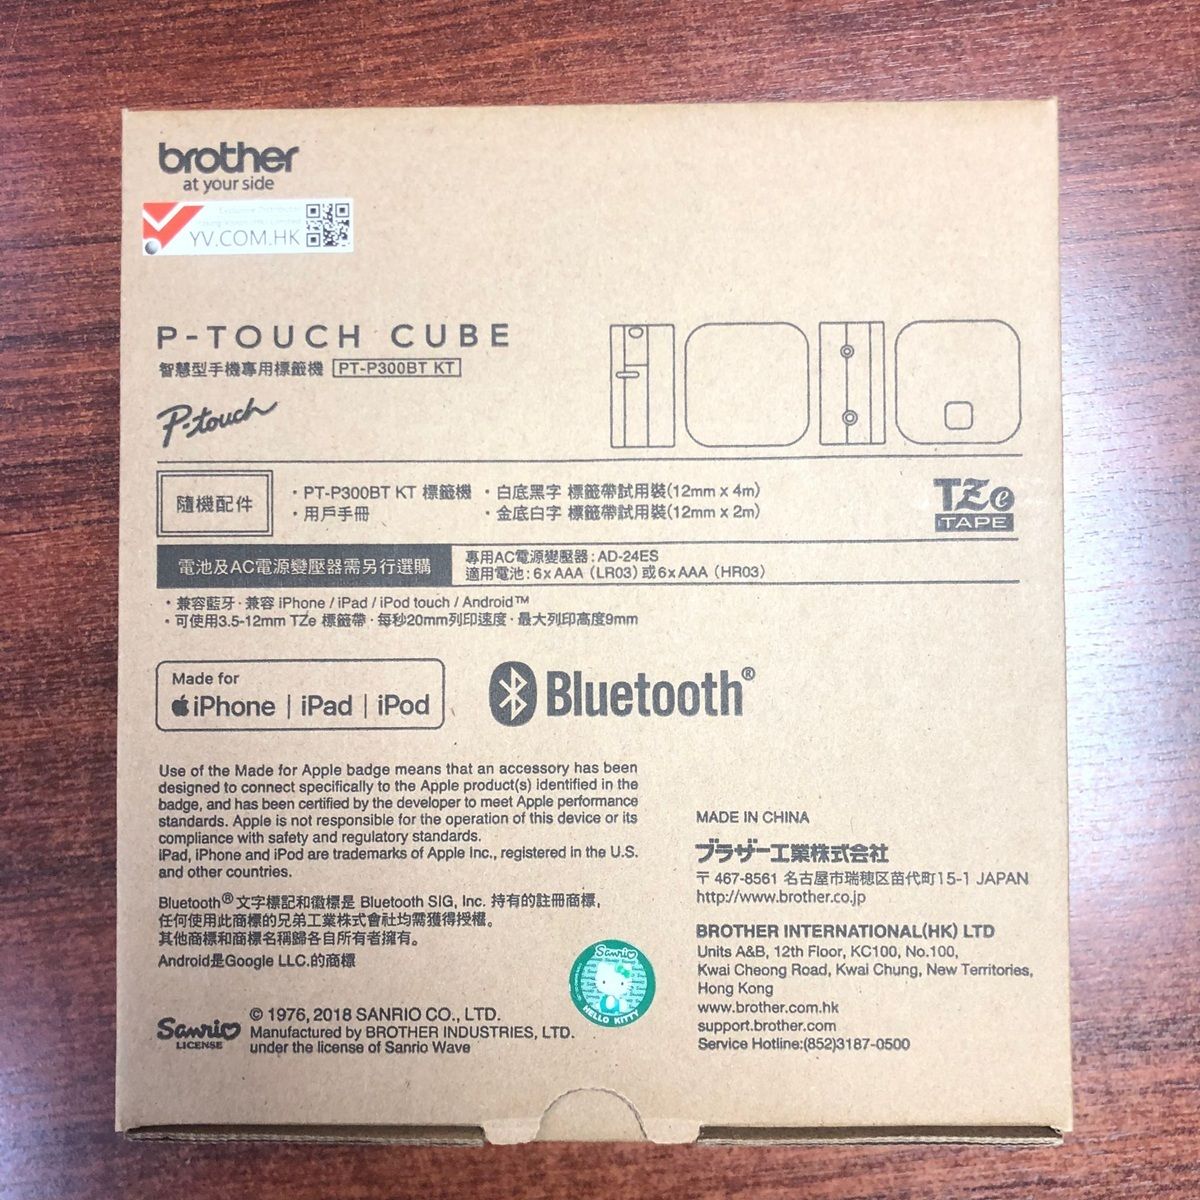 brother
at your side
YV.COM.HK
P-TOUCH CUBE
智慧型手機專用標籤機 PT-P300BT KT
P-touch
隨機配件
・PT-P300BT KT 標籤機 ・白底黑字 標籤帶試用裝(12mm x 4m)
・用戶手冊 ・金底白字 標籤帶試用裝(12mm x 2m)
TZe
TAPE
電池及AC電源變壓器需另行選購
專用AC電源變壓器：AD-24ES
適用電池：6xAAA（LR03）或6xAAA（HR03）
・兼容藍牙・兼容 iPhone / iPad / iPod touch / Android™
・可使用3.5-12mm TZe 標籤帶・每秒20mm列印速度・最大列印高度9mm
Made for
iPhone | iPad | iPod
Bluetooth®
Use of the Made for Apple badge means that an accessory has been
designed to connect specifically to the Apple product(s) identified in the
badge, and has been certified by the developer to meet Apple performance
standards. Apple is not responsible for the operation of this device or its
compliance with safety and regulatory standards.
iPad, iPhone and iPod are trademarks of Apple Inc., registered in the U.S.
and other countries.
Bluetooth®文字標記和徽標是 Bluetooth SIG, Inc. 持有的註冊商標，
任何使用此商標的兄弟工業株式會社均需獲得授權。
其他商標和商標名稱歸各自所有者擁有。
Android是Google LLC.的商標
MADE IN CHINA
ブラザー工業株式会社
〒467-8561 名古屋市瑞穂区苗代町15-1 JAPAN
http://www.brother.co.jp
BROTHER INTERNATIONAL(HK) LTD
Units A&B, 12th Floor, KC100, No.100,
Kwai Cheong Road, Kwai Chung, New Territories,
Hong Kong
www.brother.com.hk
support.brother.com
Service Hotline:(852)3187-0500
Sanrio
HELLO KITTY
Sanrio
LICENSE
© 1976, 2018 SANRIO CO., LTD.
Manufactured by BROTHER INDUSTRIES, LTD.
under the license of Sanrio Wave